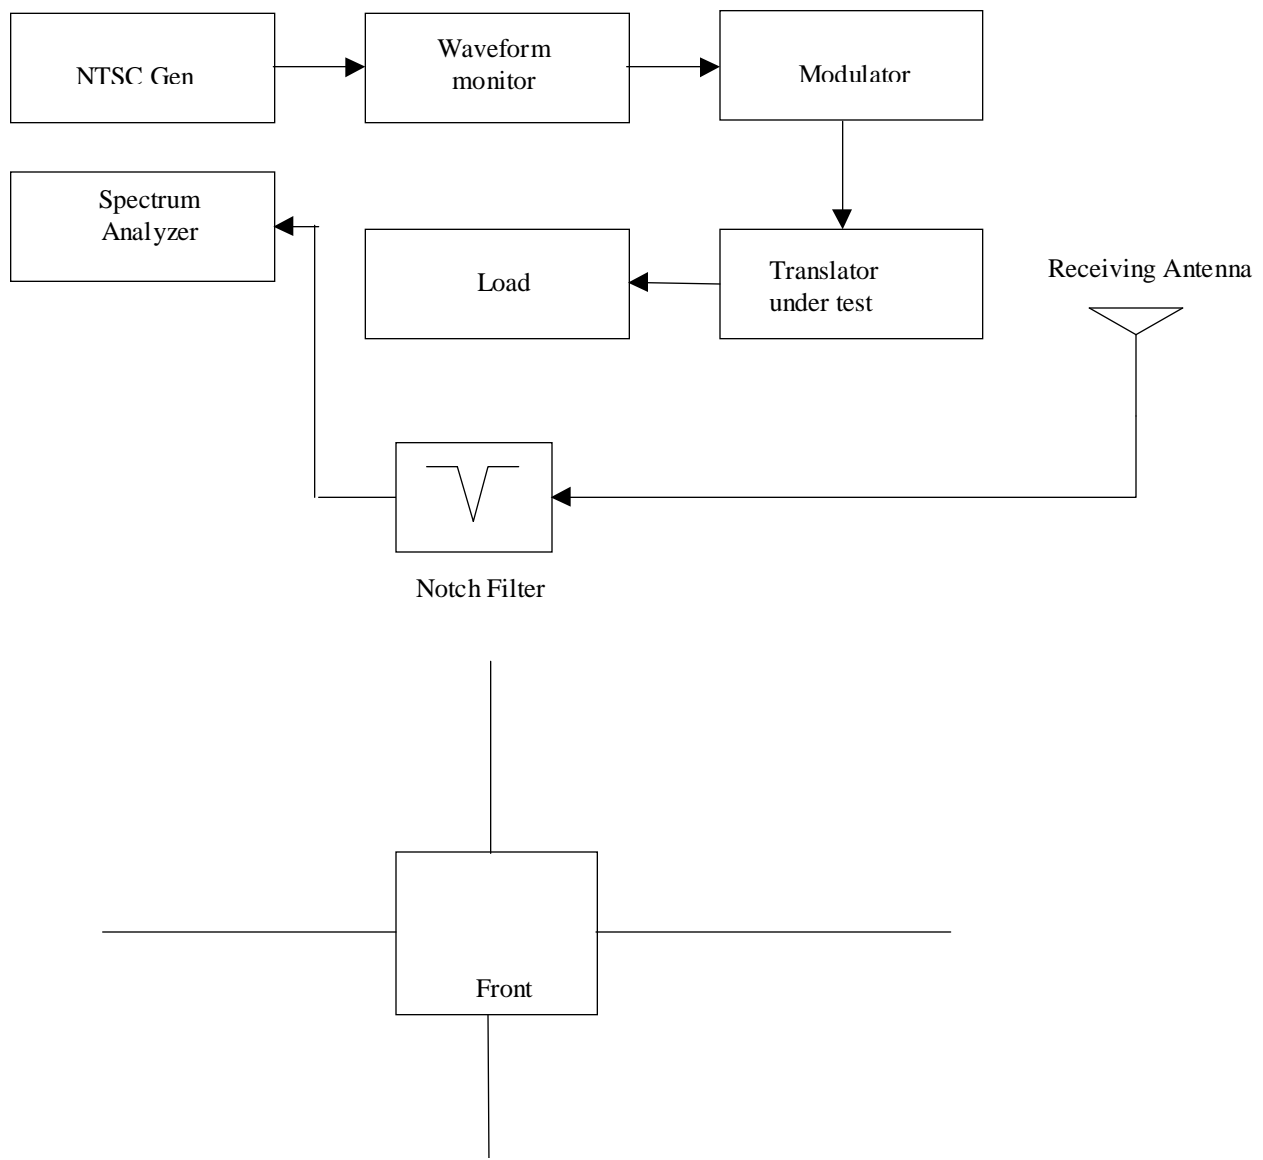 NTSC Gen
Waveform
monitor
Modulator
Spectrum
Analyzer
Load
Translator
under test
Receiving Antenna
Notch Filter
Front